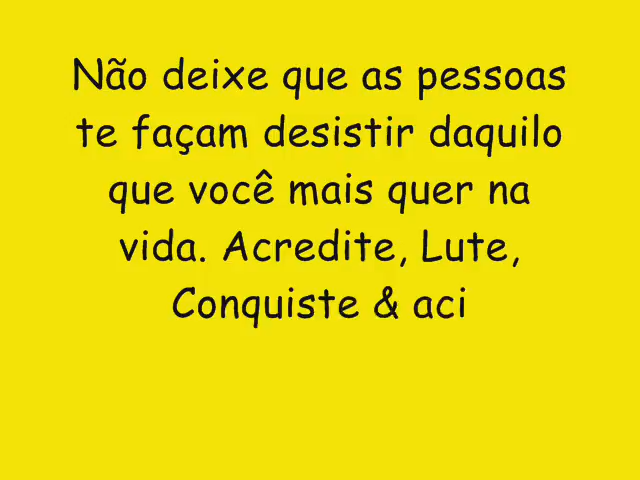 Não deixe que as pessoas
te façam desistir daquilo
que você mais quer na
vida. Acredite, Lute,
Conquiste & aci